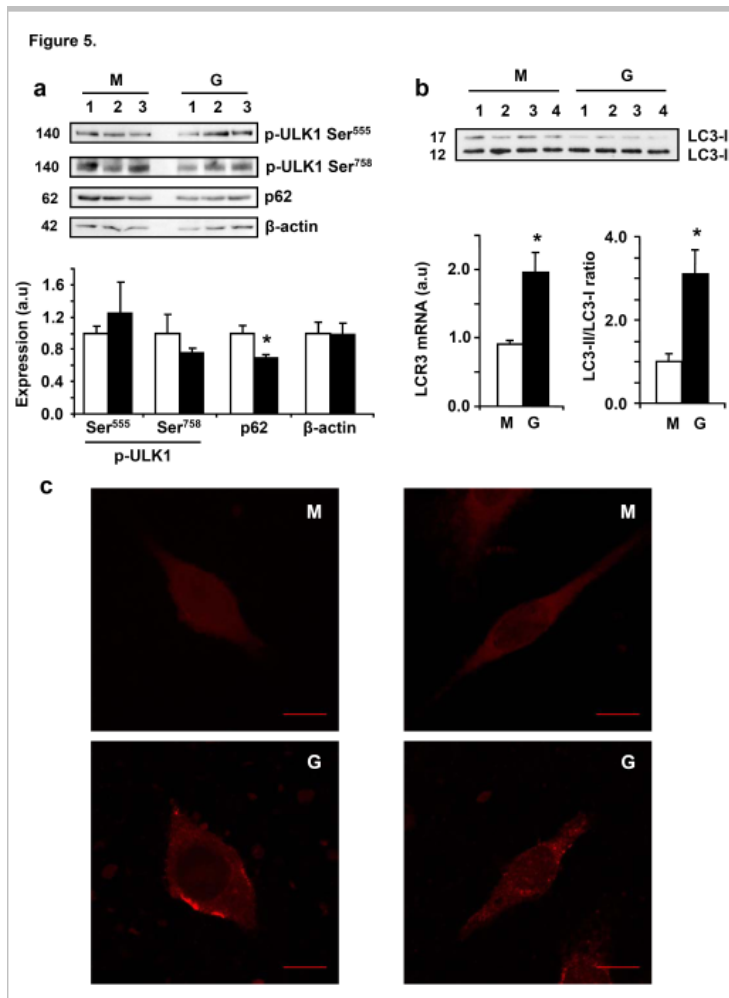 Figure 5.
a
M G
1 2 3 1 2 3
140 p-ULK1 Ser555
140 p-ULK1 Ser758
62 p62
42 β-actin
Expression (a.u)
1.6
1.2
0.8
0.4
0.0
*
Ser555 Ser758 p62 β-actin
p-ULK1
b
M G
1 2 3 4 1 2 3 4
17 LC3-I
12 LC3-I
LCR3 mRNA (a.u)
2.0
1.0
0.0
*
M G
LC3-II/LC3-I ratio
4.0
2.0
0.0
*
M G
c
M M
G G